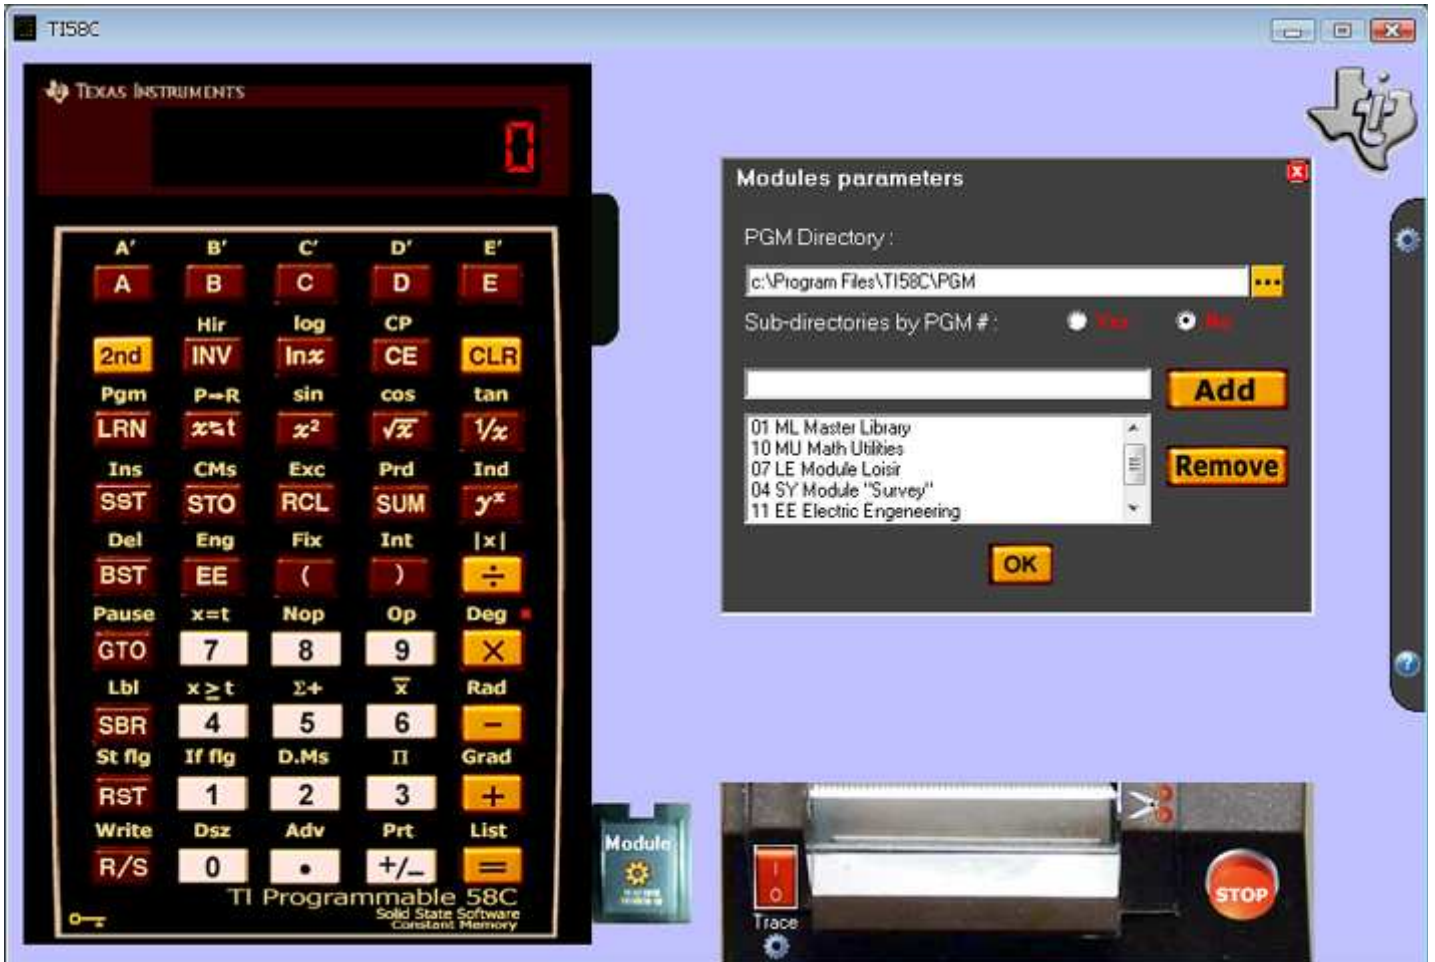 TI58C
TEXAS INSTRUMENTS
0
A' B' C' D' E'
A B C D E
Hir log CP
2nd INV lnx CE CLR
Pgm P→R sin cos tan
LRN x⇄t x² √x 1/x
Ins CMs Exc Prd Ind
SST STO RCL SUM yˣ
Del Eng Fix Int |x|
BST EE ( ) ÷
Pause x=t Nop Op Deg
GTO 7 8 9 ×
Lbl x≥t Σ+ x̅ Rad
SBR 4 5 6 −
St flg If flg D.Ms Π Grad
RST 1 2 3 +
Write Dsz Adv Prt List
R/S 0 . +/− =
TI Programmable 58C
Solid State Software
Constant Memory
Module
Modules parameters
x
PGM Directory :
c:\Program Files\TI58C\PGM
...
Sub-directories by PGM # : Yes No
Add
01 ML Master Library
10 MU Math Utilities
07 LE Module Loisir
04 SY Module "Survey"
11 EE Electric Engeneering
Remove
OK
?
I
O
Trace
STOP